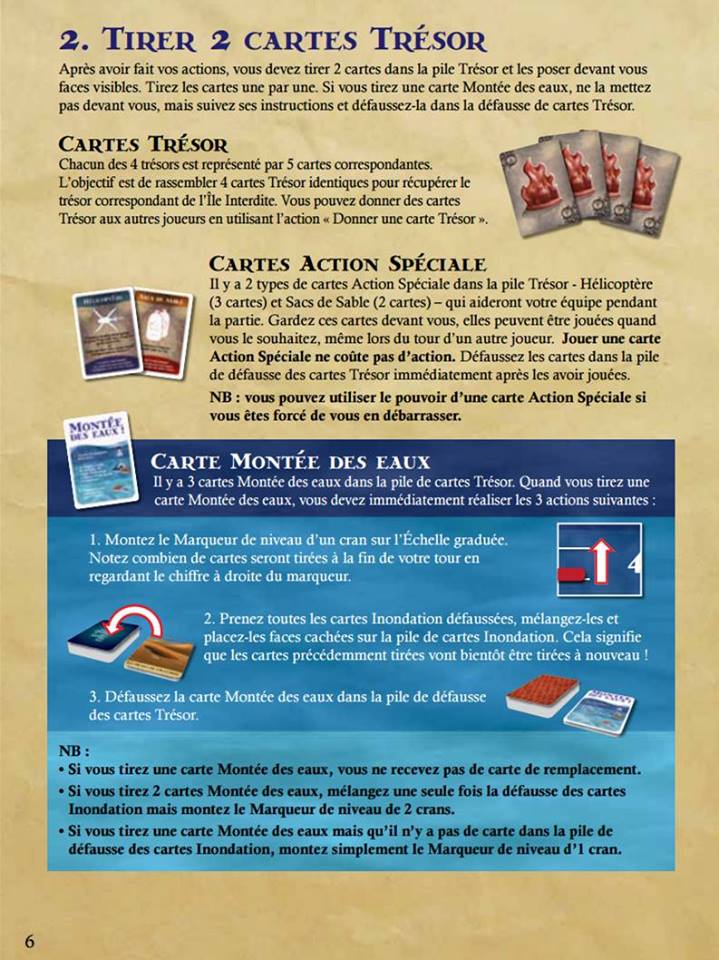 2. Tirer 2 cartes Trésor
Après avoir fait vos actions, vous devez tirer 2 cartes dans la pile Trésor et les poser devant vous
faces visibles. Tirez les cartes une par une. Si vous tirez une carte Montée des eaux, ne la mettez
pas devant vous, mais suivez ses instructions et défaussez-la dans la défausse de cartes Trésor.
Cartes Trésor
Chacun des 4 trésors est représenté par 5 cartes correspondantes.
L'objectif est de rassembler 4 cartes Trésor identiques pour récupérer le
trésor correspondant de l'Île Interdite. Vous pouvez donner des cartes
Trésor aux autres joueurs en utilisant l'action « Donner une carte Trésor ».
Cartes Action Spéciale
Il y a 2 types de cartes Action Spéciale dans la pile Trésor - Hélicoptère
(3 cartes) et Sacs de Sable (2 cartes) – qui aideront votre équipe pendant
la partie. Gardez ces cartes devant vous, elles peuvent être jouées quand
vous le souhaitez, même lors du tour d'un autre joueur. Jouer une carte
Action Spéciale ne coûte pas d'action. Défaussez les cartes dans la pile
de défausse des cartes Trésor immédiatement après les avoir jouées.
NB : vous pouvez utiliser le pouvoir d'une carte Action Spéciale si
vous êtes forcé de vous en débarrasser.
Hélicoptère
Sacs de Sable
Montée
des eaux !
Carte Montée des eaux
Il y a 3 cartes Montée des eaux dans la pile de cartes Trésor. Quand vous tirez une
carte Montée des eaux, vous devez immédiatement réaliser les 3 actions suivantes :
1. Montez le Marqueur de niveau d'un cran sur l'Échelle graduée.
Notez combien de cartes seront tirées à la fin de votre tour en
regardant le chiffre à droite du marqueur.
4
2. Prenez toutes les cartes Inondation défaussées, mélangez-les et
placez-les faces cachées sur la pile de cartes Inondation. Cela signifie
que les cartes précédemment tirées vont bientôt être tirées à nouveau !
3. Défaussez la carte Montée des eaux dans la pile de défausse
des cartes Trésor.
NB :
• Si vous tirez une carte Montée des eaux, vous ne recevez pas de carte de remplacement.
• Si vous tirez 2 cartes Montée des eaux, mélangez une seule fois la défausse des cartes
Inondation mais montez le Marqueur de niveau de 2 crans.
• Si vous tirez une carte Montée des eaux mais qu'il n'y a pas de carte dans la pile de
défausse des cartes Inondation, montez simplement le Marqueur de niveau d'1 cran.
6